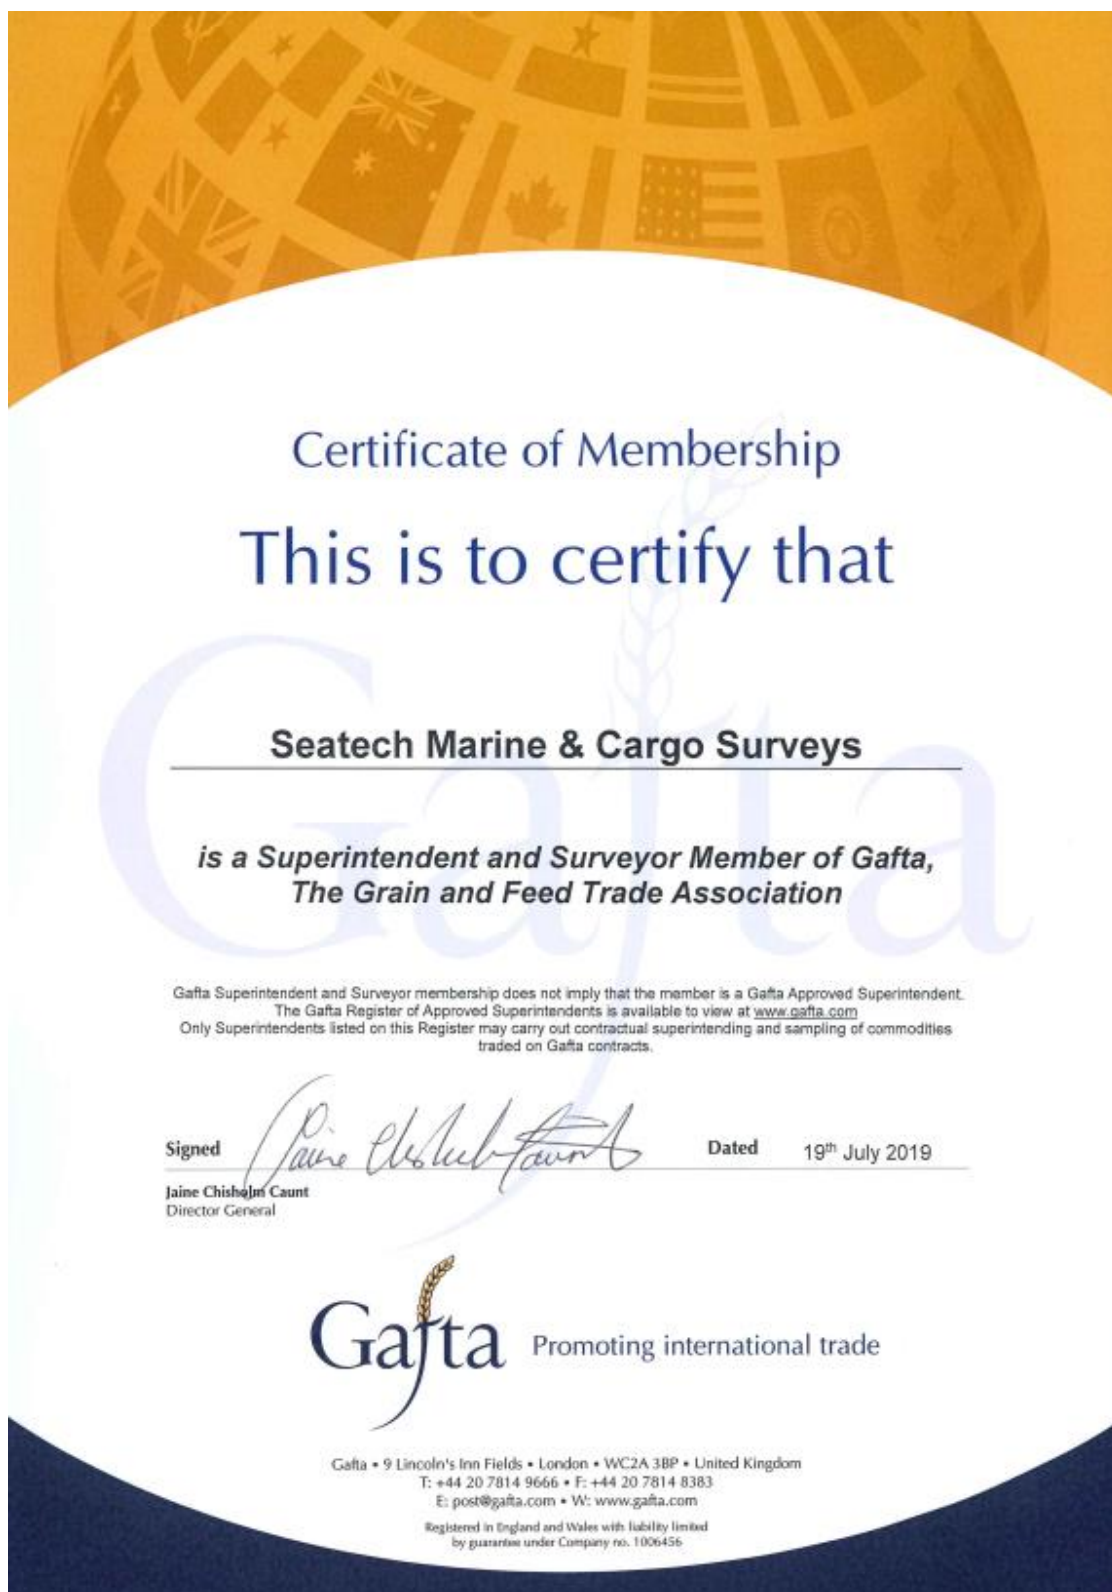 Certificate of Membership
This is to certify that
Seatech Marine & Cargo Surveys
is a Superintendent and Surveyor Member of Gafta,
The Grain and Feed Trade Association
Gafta Superintendent and Surveyor membership does not imply that the member is a Gafta Approved Superintendent.
The Gafta Register of Approved Superintendents is available to view at www.gafta.com
Only Superintendents listed on this Register may carry out contractual superintending and sampling of commodities
traded on Gafta contracts.
Signed Jaine Chisholm Caunt Dated 19th July 2019
Jaine Chisholm Caunt
Director General
Gafta Promoting international trade
Gafta • 9 Lincoln's Inn Fields • London • WC2A 3BP • United Kingdom
T: +44 20 7814 9666 • F: +44 20 7814 8383
E: post@gafta.com • W: www.gafta.com
Registered in England and Wales with liability limited
by guarantee under Company no. 1006456
Gafta